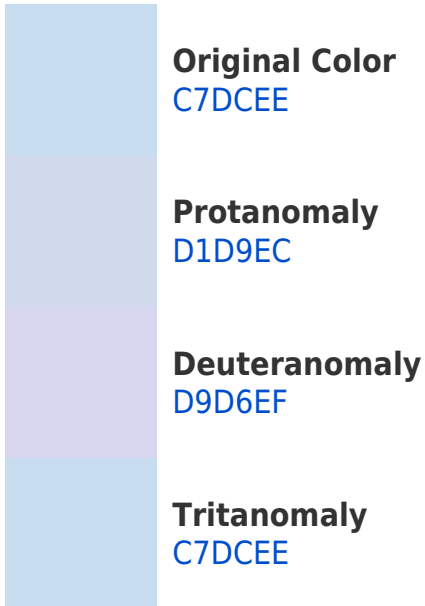 Original Color
C7DCEE
Protanomaly
D1D9EC
Deuteranomaly
D9D6EF
Tritanomaly
C7DCEE